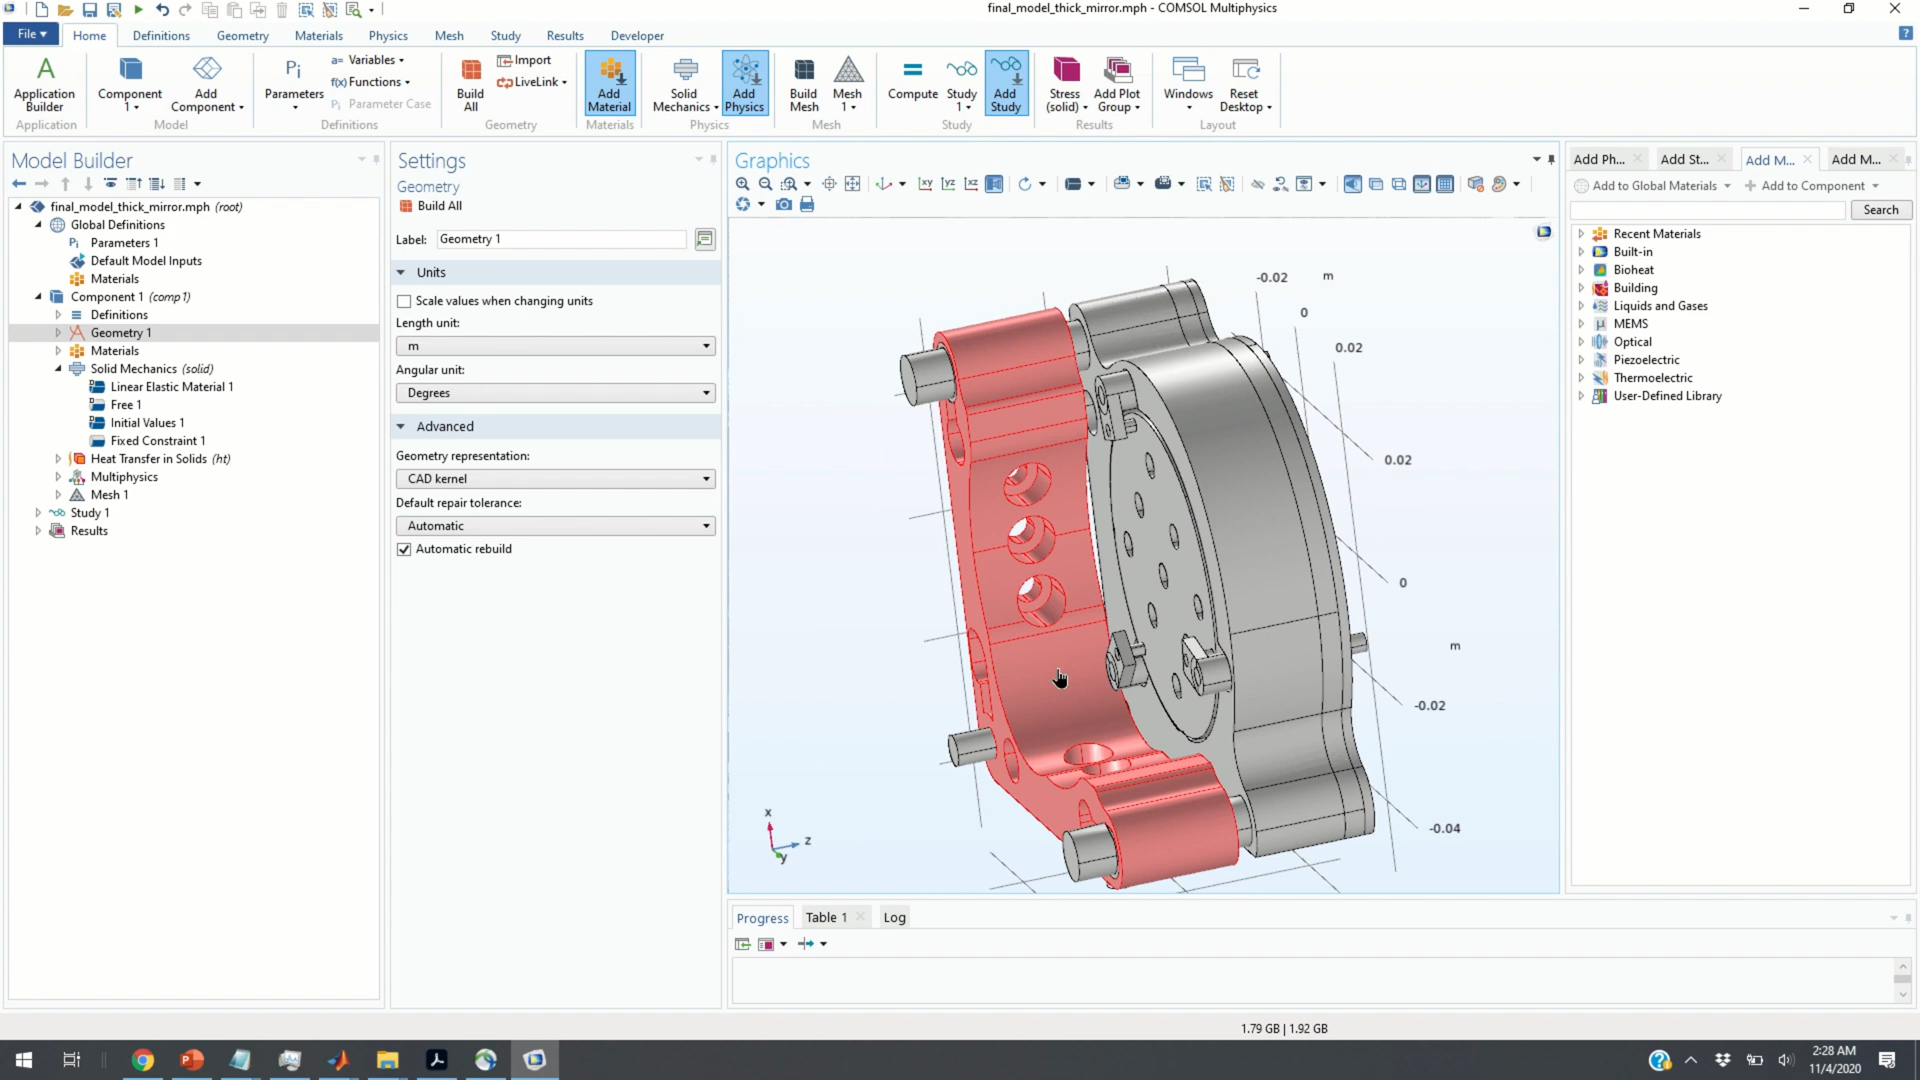 final_model_thick_mirror.mph - COMSOL Multiphysics
File Home Definitions Geometry Materials Physics Mesh Study Results Developer
Application Builder
Component 1
Add Component
Parameters
a= Variables
f(x) Functions
Pi Parameter Case
Build All
Import
LiveLink
Add Material
Solid Mechanics
Add Physics
Build Mesh
Mesh 1
Compute
Study 1
Add Study
Stress (solid)
Add Plot Group
Windows
Reset Desktop
Application Model Definitions Geometry Materials Physics Mesh Study Results Layout
Model Builder
final_model_thick_mirror.mph (root)
Global Definitions
Pi Parameters 1
Default Model Inputs
Materials
Component 1 (comp1)
Definitions
Geometry 1
Materials
Solid Mechanics (solid)
Linear Elastic Material 1
Free 1
Initial Values 1
Fixed Constraint 1
Heat Transfer in Solids (ht)
Multiphysics
Mesh 1
Study 1
Results
Settings
Geometry
Build All
Label: Geometry 1
Units
Scale values when changing units
Length unit:
m
Angular unit:
Degrees
Advanced
Geometry representation:
CAD kernel
Default repair tolerance:
Automatic
Automatic rebuild
Graphics
xy yz xz
-0.02 m
0
0.02
0.02
0
m
-0.02
-0.04
x
z
y
Progress Table 1 Log
Add Ph... Add St... Add M... Add M...
Add to Global Materials Add to Component
Search
Recent Materials
Built-in
Bioheat
Building
Liquids and Gases
MEMS
Optical
Piezoelectric
Thermoelectric
User-Defined Library
1.79 GB | 1.92 GB
2:28 AM
11/4/2020